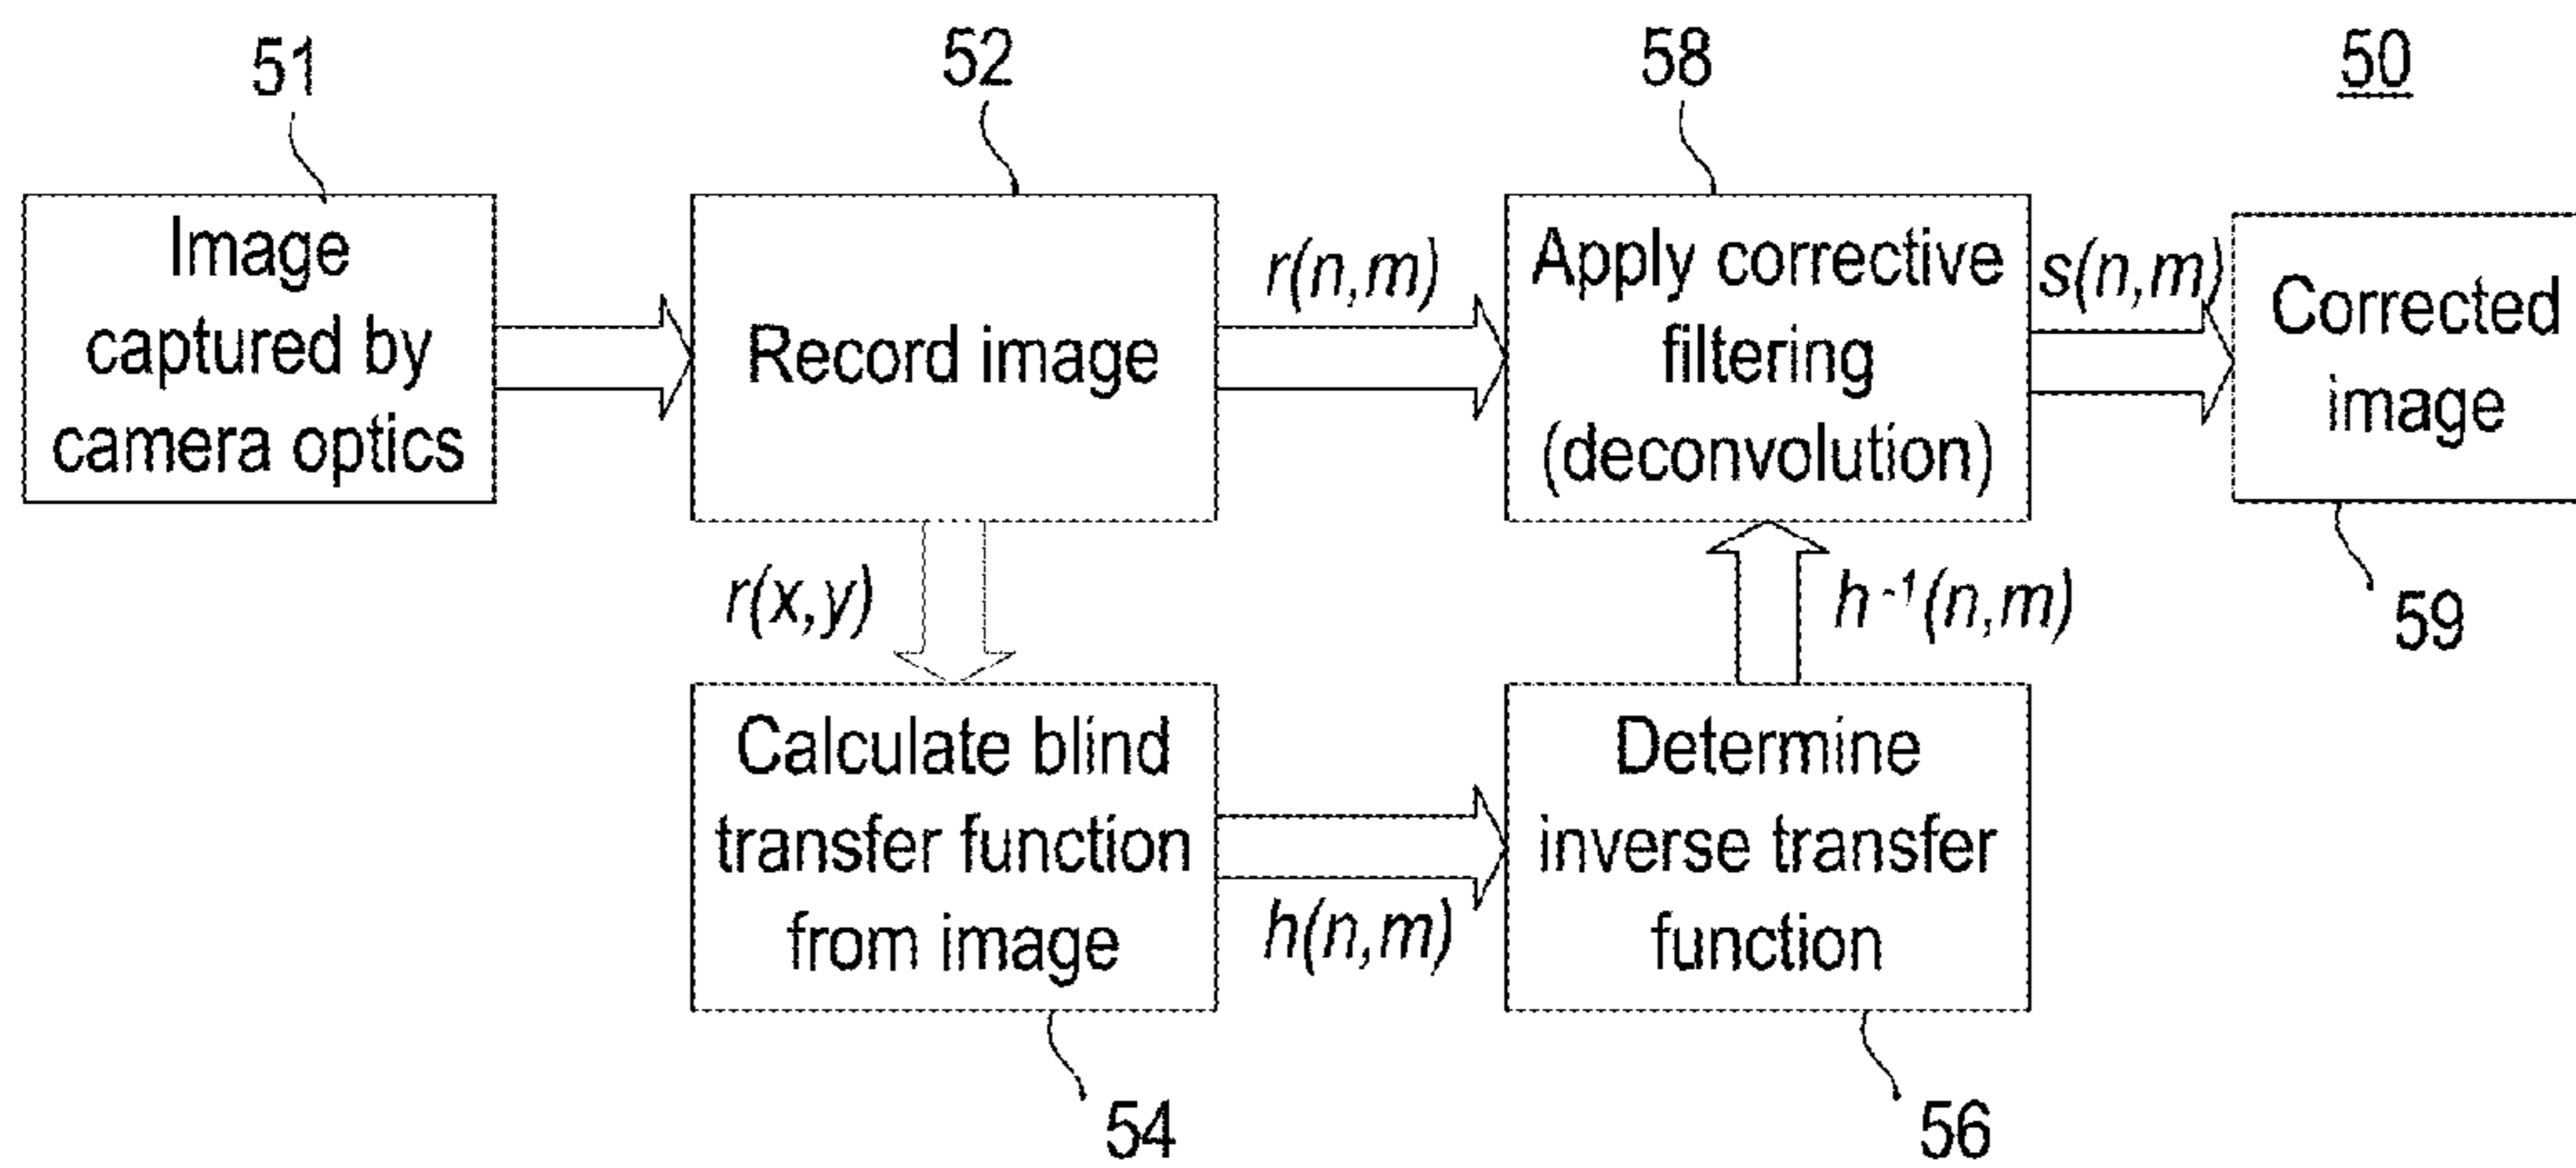 51
52
58
50
Image
captured by
camera optics
Record image
r(n,m)
Apply corrective
filtering
(deconvolution)
s(n,m)
Corrected
image
r(x,y)
h⁻¹(n,m)
59
Calculate blind
transfer function
from image
h(n,m)
Determine
inverse transfer
function
54
56